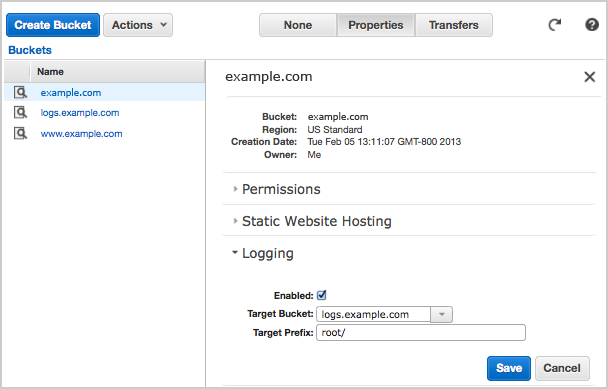 Create Bucket Actions None Properties Transfers
Buckets
Name
example.com
logs.example.com
www.example.com
example.com
Bucket: example.com
Region: US Standard
Creation Date: Tue Feb 05 13:11:07 GMT-800 2013
Owner: Me
Permissions
Static Website Hosting
Logging
Enabled:
Target Bucket: logs.example.com
Target Prefix: root/
Save Cancel